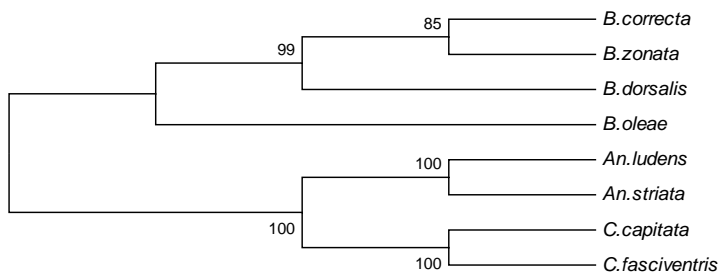 85
B.correcta
B.zonata
99
B.dorsalis
B.oleae
100
An.ludens
An.striata
100
C.capitata
100
C.fasciventris